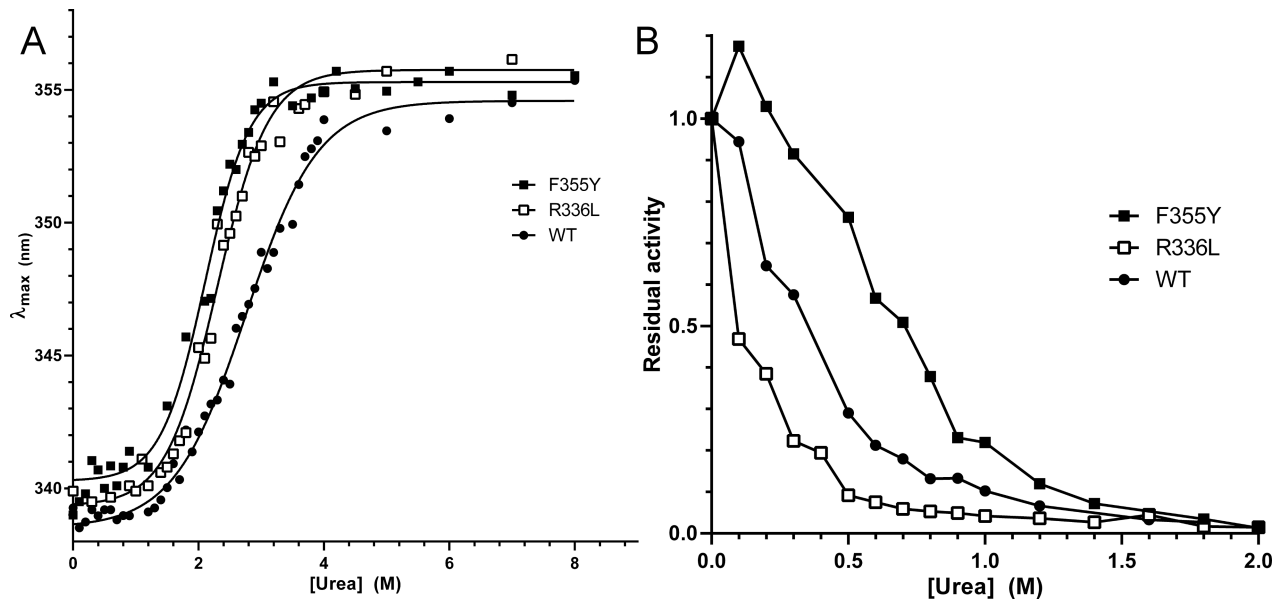 A
355
350
345
340
λmax (nm)
0
2
4
6
8
[Urea] (M)
F355Y
R336L
WT
B
1.0
0.5
0.0
Residual activity
0.0
0.5
1.0
1.5
2.0
[Urea] (M)
F355Y
R336L
WT